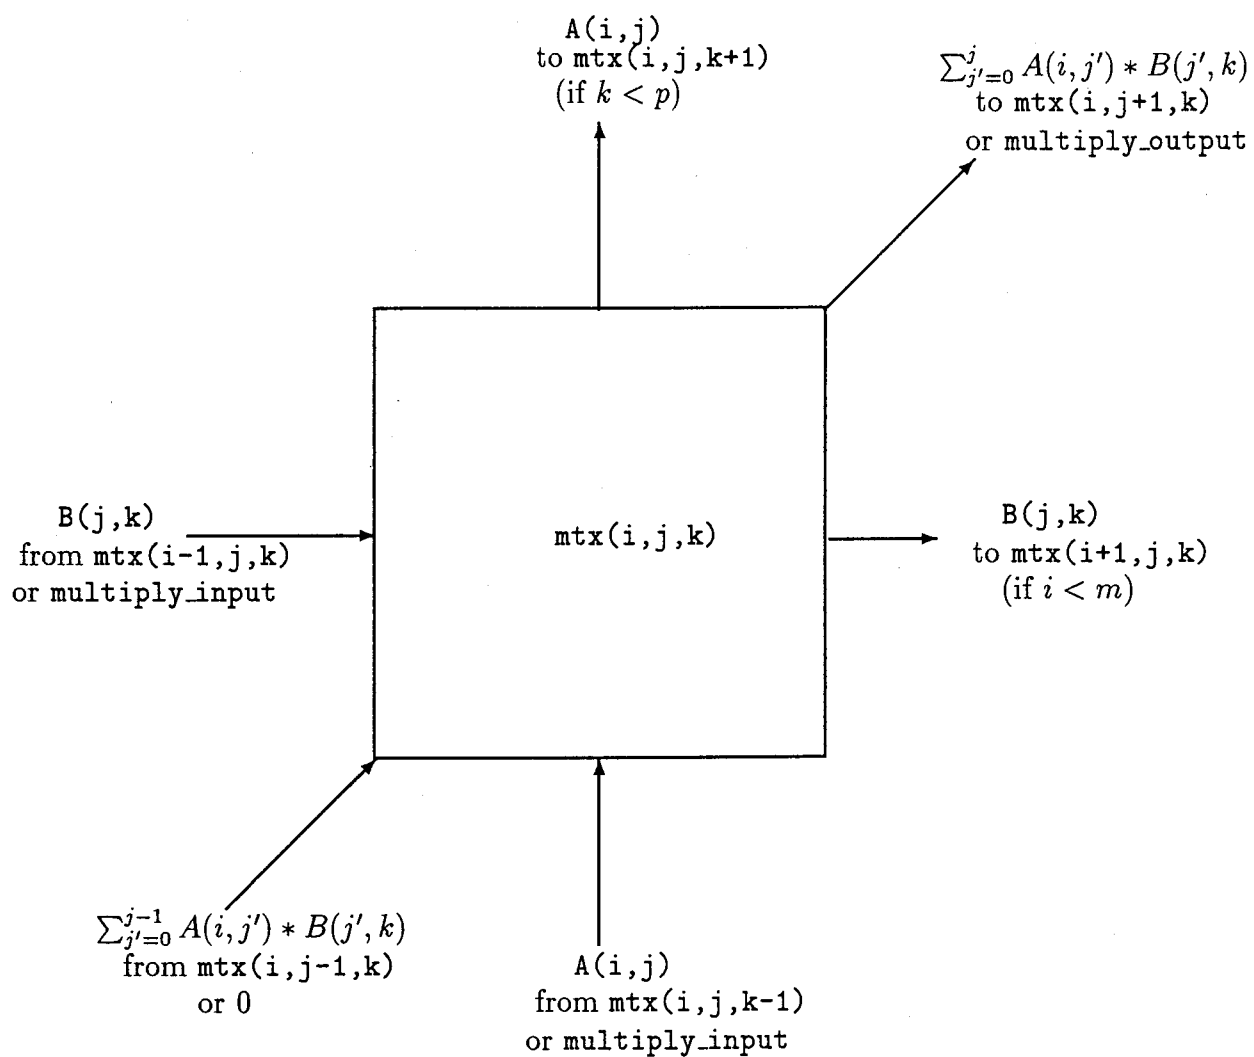 A(i,j)
to mtx(i,j,k+1)
(if k < p)
∑_{j'=0}^{j} A(i,j') * B(j',k)
to mtx(i,j+1,k)
or multiply_output
B(j,k)
from mtx(i-1,j,k)
or multiply_input
mtx(i,j,k)
B(j,k)
to mtx(i+1,j,k)
(if i < m)
∑_{j'=0}^{j-1} A(i,j') * B(j',k)
from mtx(i,j-1,k)
or 0
A(i,j)
from mtx(i,j,k-1)
or multiply_input